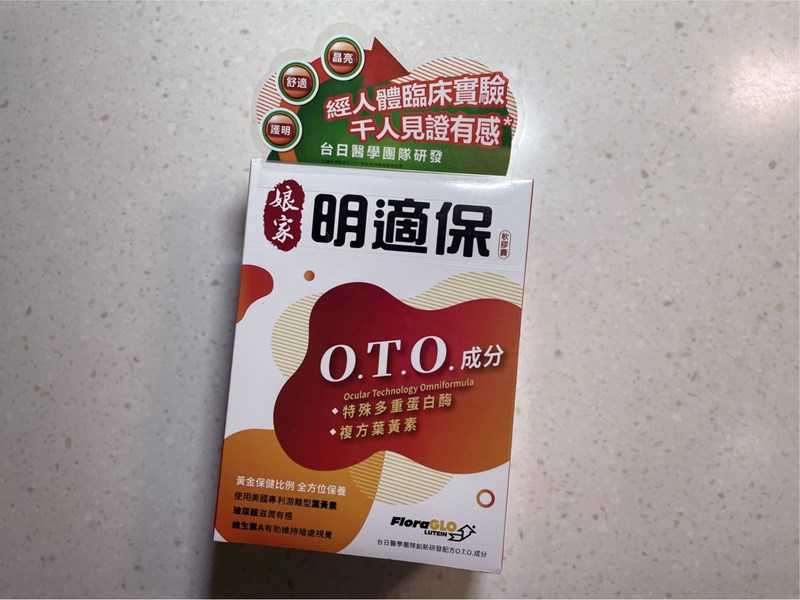 晶亮
舒適
護明
經人體臨床實驗
千人見證有感*
台日醫學團隊研發
娘家
明適保
軟膠囊
O.T.O.成分
Ocular Technology Omniformula
◆特殊多重蛋白酶
◆複方葉黃素
黃金保健比例 全方位保養
使用美國專利游離型葉黃素
玻尿酸滋潤有感
維生素A有助維持暗處視覺
FloraGLO
LUTEIN
台日醫學團隊創新研發配方O.T.O.成分